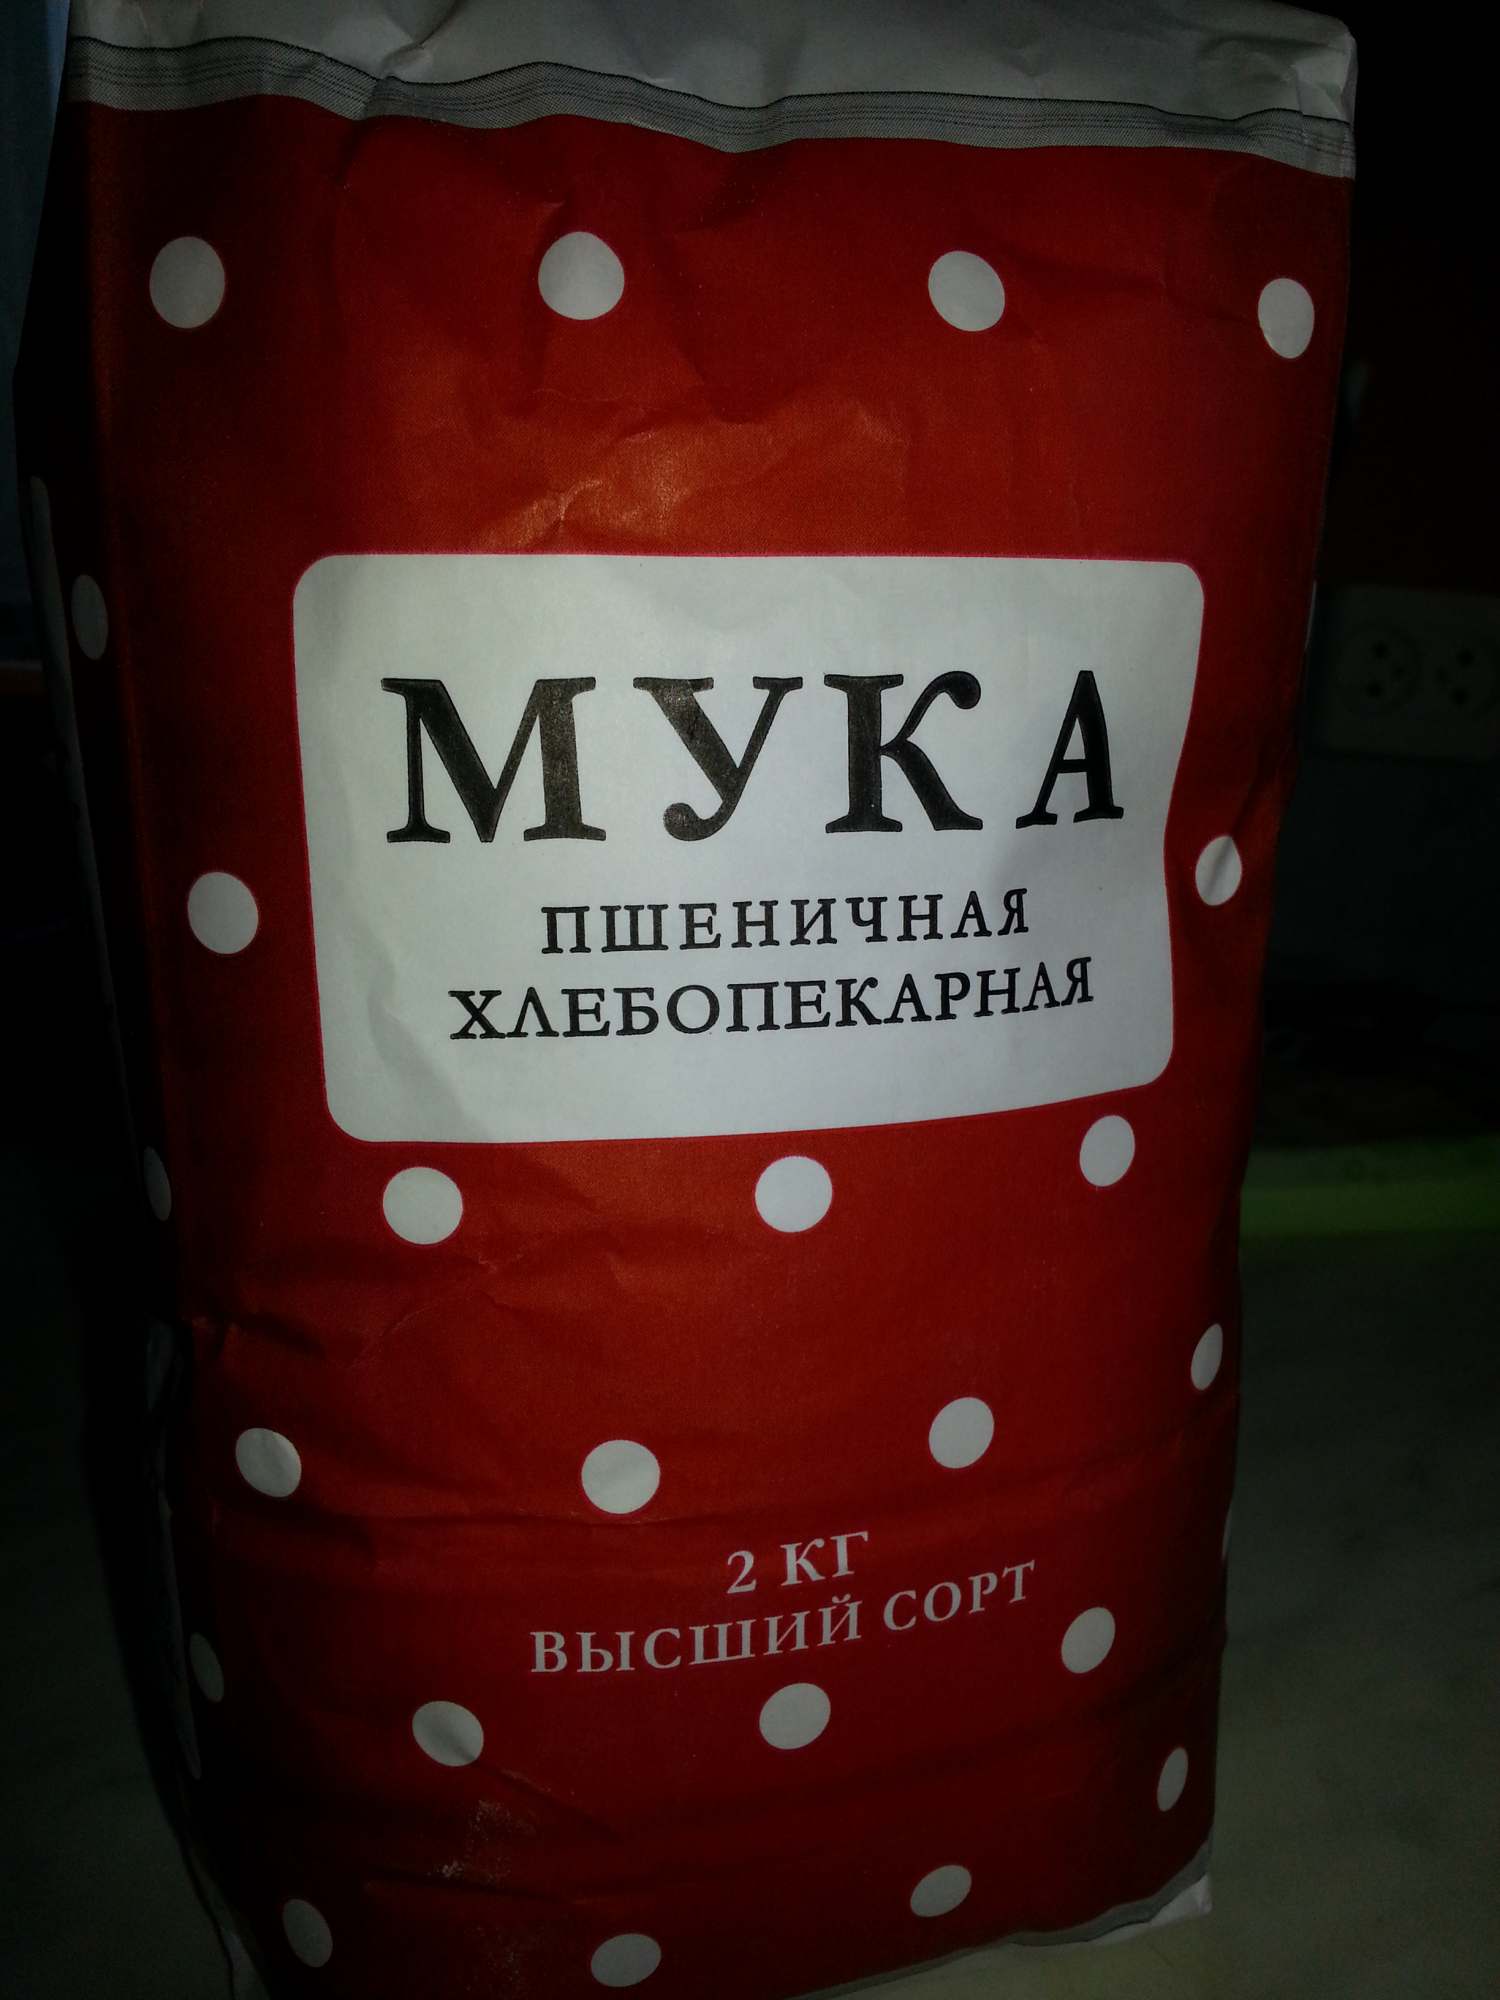 МУКА
ПШЕНИЧНАЯ
ХЛЕБОПЕКАРНАЯ
2 КГ
ВЫСШИЙ СОРТ